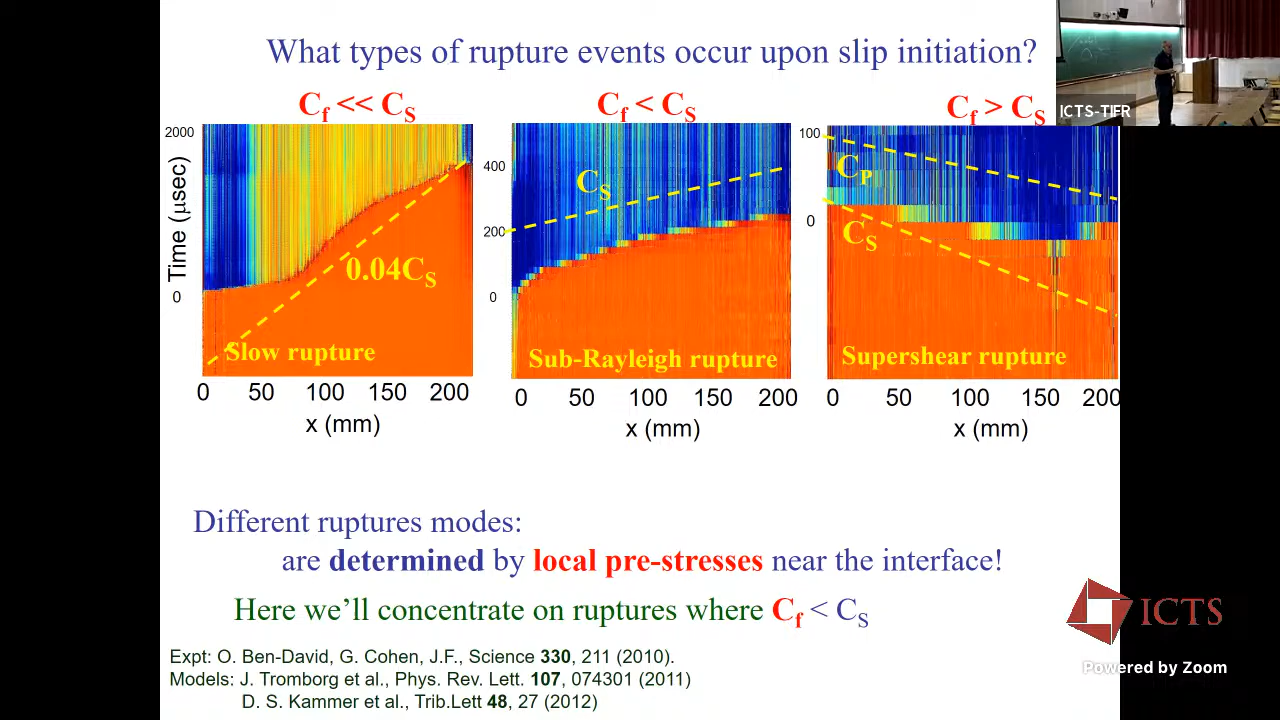 What types of rupture events occur upon slip initiation?
Cf << CS
Cf < CS
Cf > CS
ICTS-TIFR
2000
0
Time (μsec)
0.04CS
Slow rupture
0 50 100 150 200
x (mm)
400
200
0
CS
Sub-Rayleigh rupture
0 50 100 150 200
x (mm)
100
0
CP
CS
Supershear rupture
0 50 100 150 200
x (mm)
Different ruptures modes:
are determined by local pre-stresses near the interface!
Here we'll concentrate on ruptures where Cf < CS
Expt: O. Ben-David, G. Cohen, J.F., Science 330, 211 (2010).
Models: J. Tromborg et al., Phys. Rev. Lett. 107, 074301 (2011)
D. S. Kammer et al., Trib.Lett 48, 27 (2012)
ICTS
Powered by Zoom